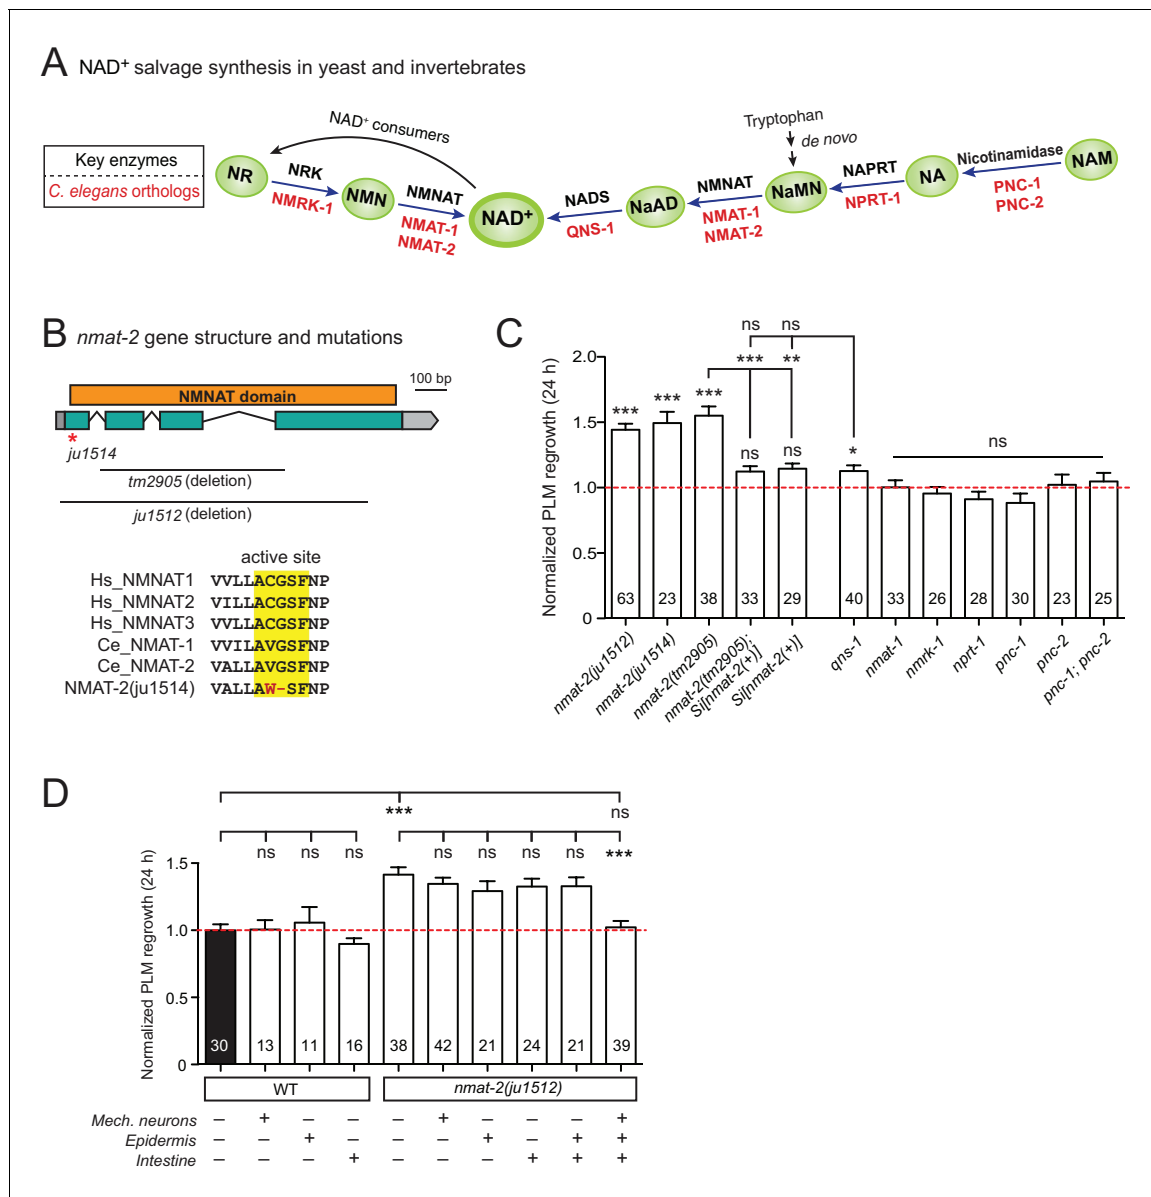 A NAD+ salvage synthesis in yeast and invertebrates
Key enzymes
C. elegans orthologs
NAD+ consumers
Tryptophan
de novo
NR
NRK
NMRK-1
NMN
NMNAT
NMAT-1
NMAT-2
NAD+
NADS
QNS-1
NaAD
NMNAT
NMAT-1
NMAT-2
NaMN
NAPRT
NPRT-1
NA
Nicotinamidase
PNC-1
PNC-2
NAM
B nmat-2 gene structure and mutations
100 bp
NMNAT domain
*
ju1514
tm2905 (deletion)
ju1512 (deletion)
active site
Hs_NMNAT1 VVLLACGSFNP
Hs_NMNAT2 VILLACGSFNP
Hs_NMNAT3 VVLLACGSFNP
Ce_NMAT-1 VVILAVGSFNP
Ce_NMAT-2 VALLAVGSFNP
NMAT-2(ju1514) VALLAW-SFNP
C
Normalized PLM regrowth (24 h)
2.0
1.5
1.0
0.5
0
ns ns
*** **
*** *** *** ns ns * ns
63 23 38 33 29 40 33 26 28 30 23 25
nmat-2(ju1512)
nmat-2(ju1514)
nmat-2(tm2905)
nmat-2(tm2905);
Si[nmat-2(+)]
Si[nmat-2(+)]
qns-1
nmat-1
nmrk-1
nprt-1
pnc-1
pnc-2
pnc-1; pnc-2
D
Normalized PLM regrowth (24 h)
1.5
1.0
0.5
0
*** ns
ns ns ns ns ns ns ns ***
30 13 11 16 38 42 21 24 21 39
WT nmat-2(ju1512)
Mech. neurons – + – – – + – – – +
Epidermis – – + – – – + – + +
Intestine – – – + – – – + + +